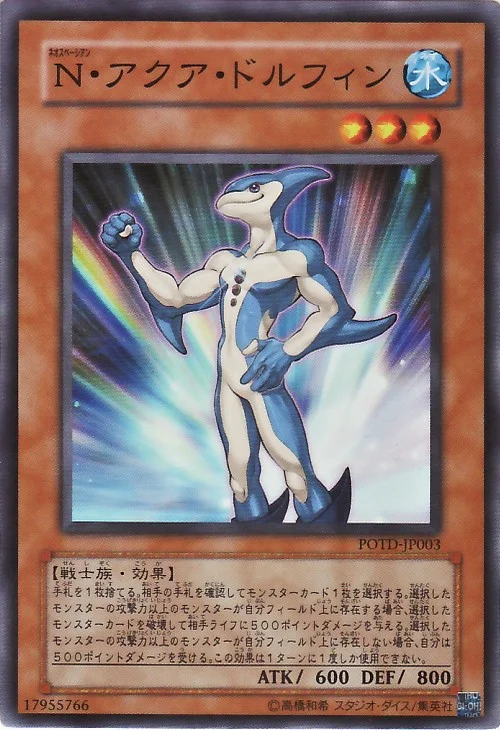 ネオスペーシアン
N・アクア・ドルフィン
水
POTD-JP003
【戦士族・効果】
手札を1枚捨てる。相手の手札を確認してモンスターカード1枚を選択する。選択した
モンスターの攻撃力以上のモンスターが自分フィールド上に存在する場合、選択した
モンスターカードを破壊して相手ライフに500ポイントダメージを与える。選択した
モンスターの攻撃力以上のモンスターが自分フィールド上に存在しない場合、自分は
500ポイントダメージを受ける。この効果は1ターンに1度しか使用できない。
ATK/ 600 DEF/ 800
17955766
©高橋和希 スタジオ・ダイス/集英社